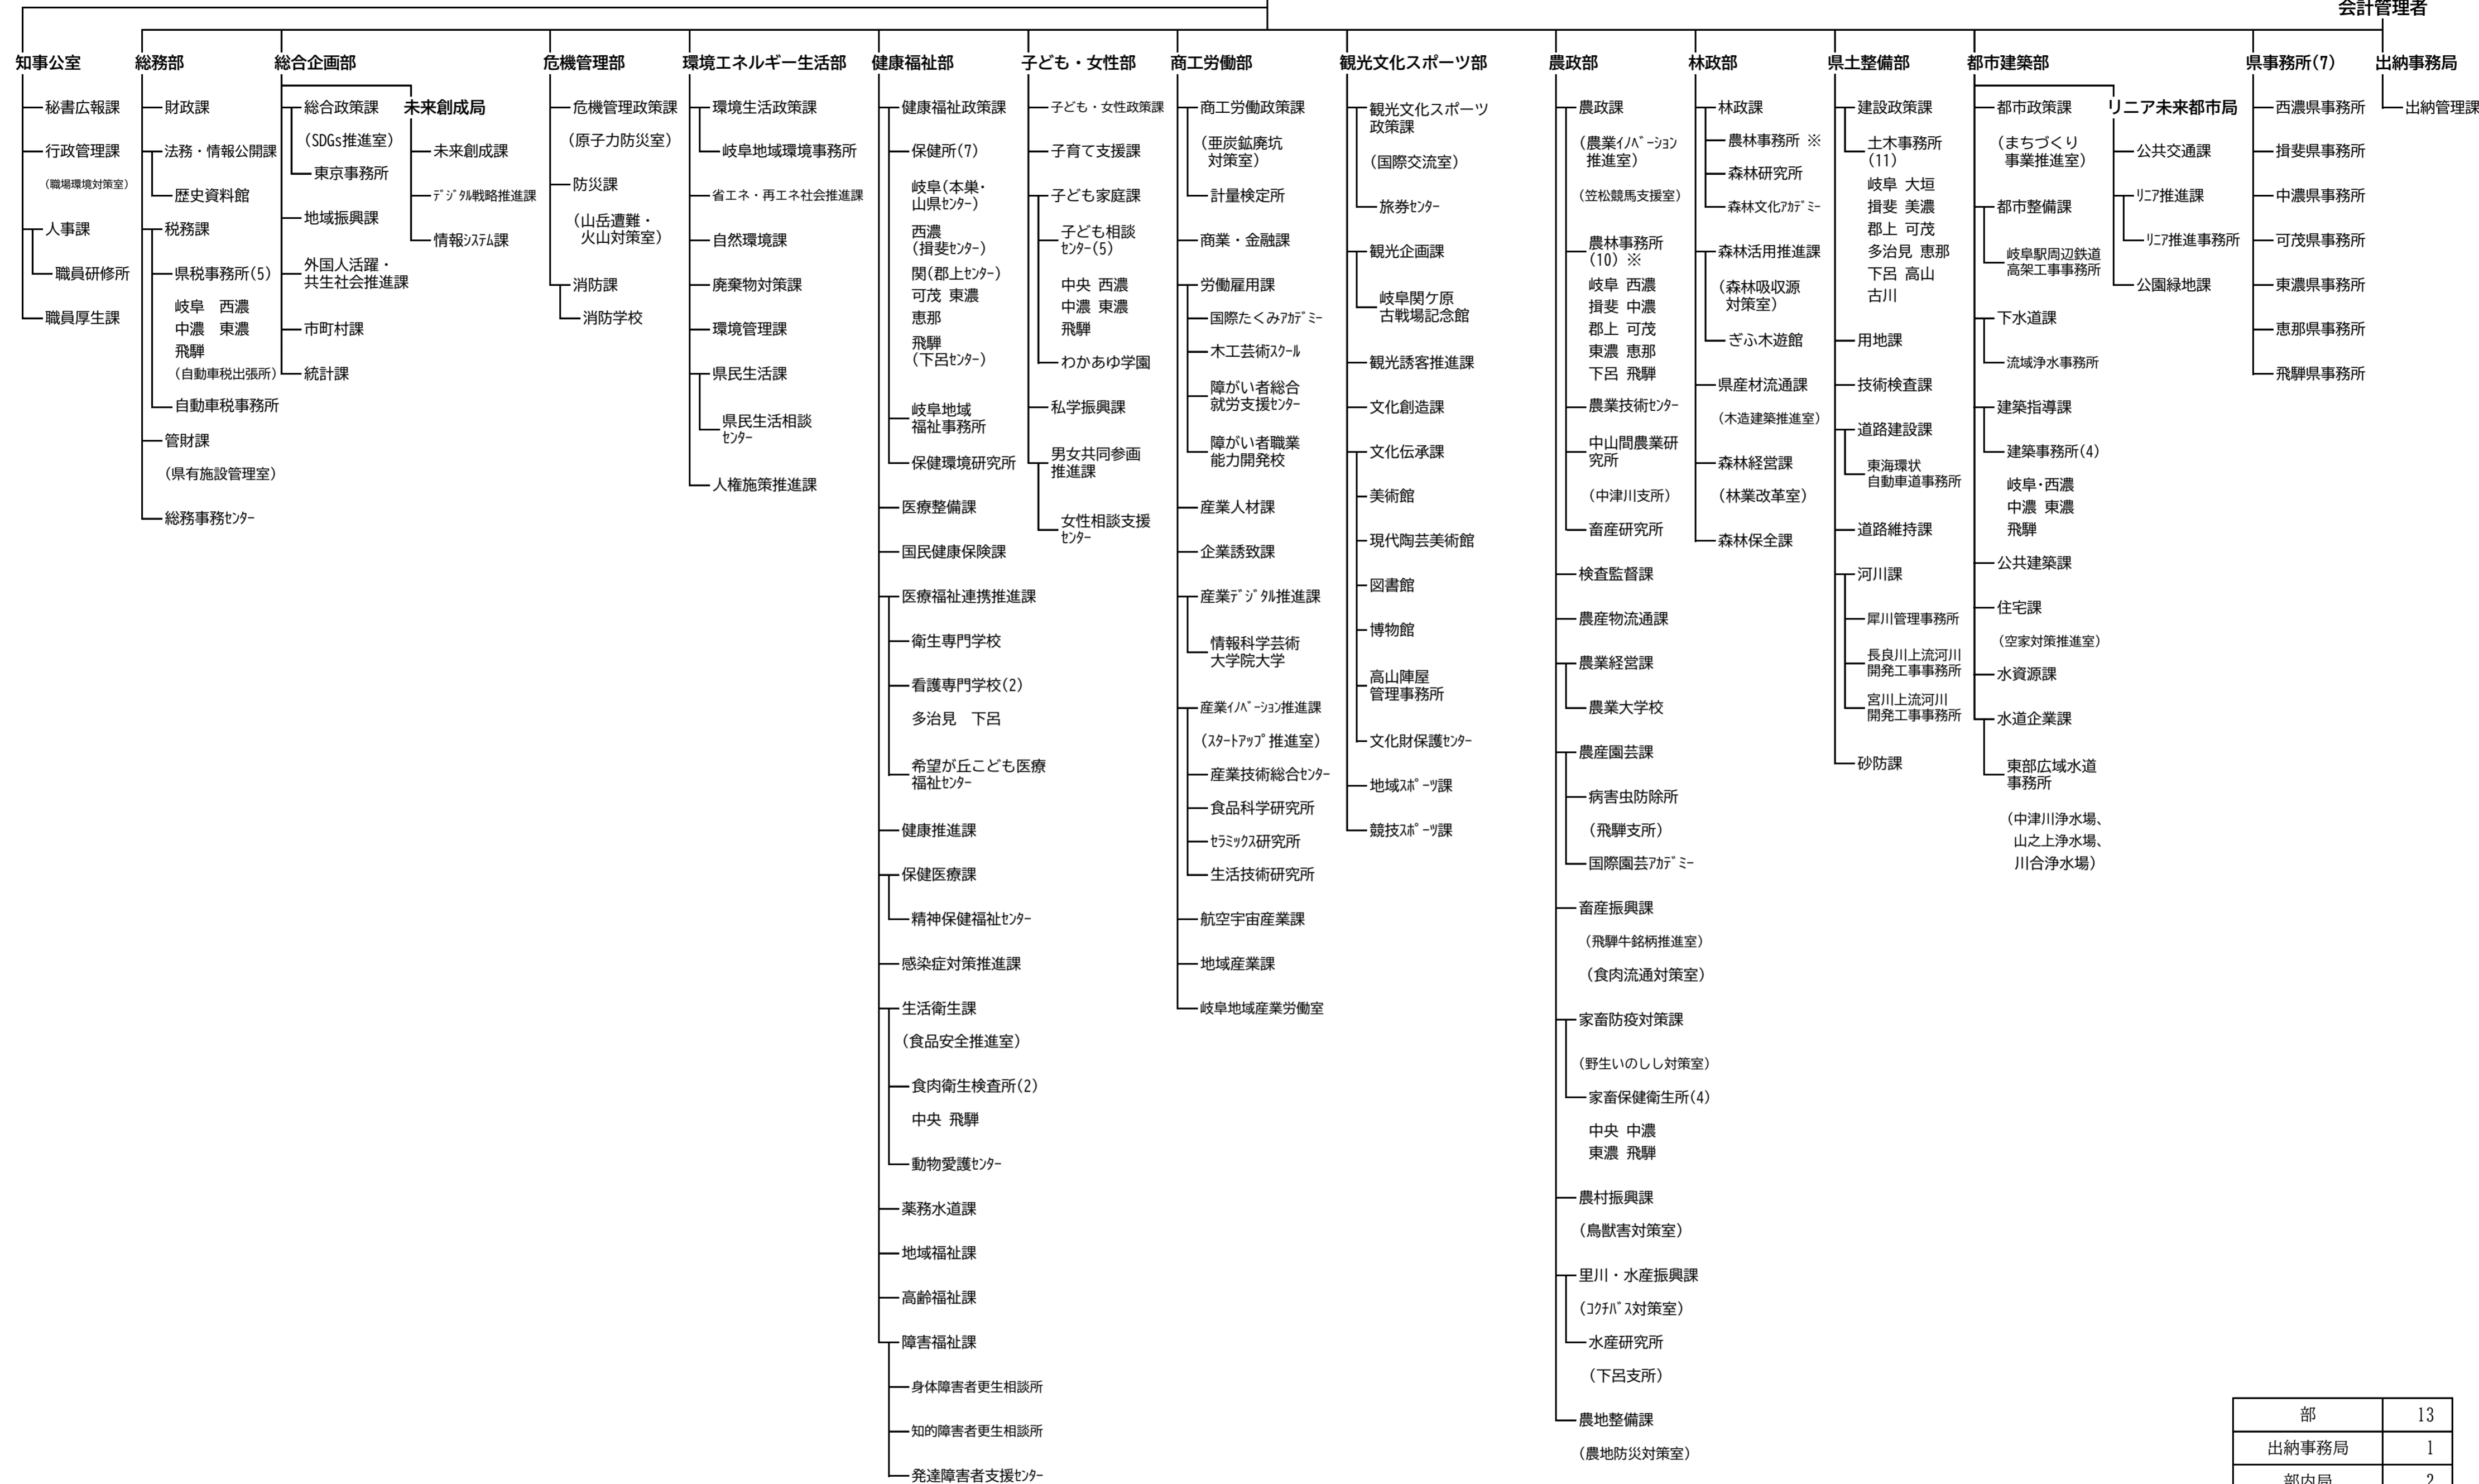 会計管理者
知事公室
秘書広報課
行政管理課
（職場環境対策室）
人事課
職員研修所
職員厚生課
総務部
財政課
法務・情報公開課
歴史資料館
税務課
県税事務所(5)
岐阜　西濃
中濃　東濃
飛騨
（自動車税出張所）
自動車税事務所
管財課
（県有施設管理室）
総務事務ｾﾝﾀｰ
総合企画部
総合政策課
（SDGs推進室）
東京事務所
地域振興課
外国人活躍・
共生社会推進課
市町村課
統計課
未来創成局
未来創成課
ﾃﾞｼﾞﾀﾙ戦略推進課
情報ｼｽﾃﾑ課
危機管理部
危機管理政策課
（原子力防災室）
防災課
（山岳遭難・
火山対策室）
消防課
消防学校
環境エネルギー生活部
環境生活政策課
岐阜地域環境事務所
省エネ・再エネ社会推進課
自然環境課
廃棄物対策課
環境管理課
県民生活課
県民生活相談
ｾﾝﾀｰ
人権施策推進課
健康福祉部
健康福祉政策課
保健所(7)
岐阜(本巣･
山県ｾﾝﾀｰ)
西濃
(揖斐ｾﾝﾀｰ)
関(郡上ｾﾝﾀｰ)
可茂 東濃
恵那
飛騨
(下呂ｾﾝﾀｰ)
岐阜地域
福祉事務所
保健環境研究所
医療整備課
国民健康保険課
医療福祉連携推進課
衛生専門学校
看護専門学校(2)
多治見　下呂
希望が丘こども医療
福祉ｾﾝﾀｰ
健康推進課
保健医療課
精神保健福祉ｾﾝﾀｰ
感染症対策推進課
生活衛生課
（食品安全推進室）
食肉衛生検査所(2)
中央 飛騨
動物愛護ｾﾝﾀｰ
薬務水道課
地域福祉課
高齢福祉課
障害福祉課
身体障害者更生相談所
知的障害者更生相談所
発達障害者支援ｾﾝﾀｰ
子ども・女性部
子ども・女性政策課
子育て支援課
子ども家庭課
子ども相談
ｾﾝﾀｰ(5)
中央 西濃
中濃 東濃
飛騨
わかあゆ学園
私学振興課
男女共同参画
推進課
女性相談支援
ｾﾝﾀｰ
商工労働部
商工労働政策課
（亜炭鉱廃坑
対策室）
計量検定所
商業・金融課
労働雇用課
国際たくみｱｶﾃﾞﾐｰ
木工芸術ｽｸｰﾙ
障がい者総合
就労支援ｾﾝﾀｰ
障がい者職業
能力開発校
産業人材課
企業誘致課
産業ﾃﾞｼﾞﾀﾙ推進課
情報科学芸術
大学院大学
産業ｲﾉﾍﾞｰｼｮﾝ推進課
（ｽﾀｰﾄｱｯﾌﾟ推進室）
産業技術総合ｾﾝﾀｰ
食品科学研究所
ｾﾗﾐｯｸｽ研究所
生活技術研究所
航空宇宙産業課
地域産業課
岐阜地域産業労働室
観光文化スポーツ部
観光文化スポーツ
政策課
（国際交流室）
旅券ｾﾝﾀｰ
観光企画課
岐阜関ケ原
古戦場記念館
観光誘客推進課
文化創造課
文化伝承課
美術館
現代陶芸美術館
図書館
博物館
高山陣屋
管理事務所
文化財保護ｾﾝﾀｰ
地域ｽﾎﾟｰﾂ課
競技ｽﾎﾟｰﾂ課
農政部
農政課
（農業ｲﾉﾍﾞｰｼｮﾝ
推進室）
（笠松競馬支援室）
農林事務所
(10) ※
岐阜 西濃
揖斐 中濃
郡上 可茂
東濃 恵那
下呂 飛騨
農業技術ｾﾝﾀｰ
中山間農業研
究所
（中津川支所）
畜産研究所
検査監督課
農産物流通課
農業経営課
農業大学校
農産園芸課
病害虫防除所
（飛騨支所）
国際園芸ｱｶﾃﾞﾐｰ
畜産振興課
（飛騨牛銘柄推進室）
（食肉流通対策室）
家畜防疫対策課
（野生いのしし対策室）
家畜保健衛生所(4)
中央 中濃
東濃 飛騨
農村振興課
（鳥獣害対策室）
里川・水産振興課
（ｺｸﾁﾊﾞｽ対策室）
水産研究所
（下呂支所）
農地整備課
（農地防災対策室）
林政部
林政課
農林事務所 ※
森林研究所
森林文化ｱｶﾃﾞﾐｰ
森林活用推進課
（森林吸収源
対策室）
ぎふ木遊館
県産材流通課
（木造建築推進室）
森林経営課
（林業改革室）
森林保全課
県土整備部
建設政策課
土木事務所
(11)
岐阜 大垣
揖斐 美濃
郡上 可茂
多治見 恵那
下呂 高山
古川
用地課
技術検査課
道路建設課
東海環状
自動車道事務所
道路維持課
河川課
犀川管理事務所
長良川上流河川
開発工事事務所
宮川上流河川
開発工事事務所
砂防課
都市建築部
都市政策課
（まちづくり
事業推進室）
都市整備課
岐阜駅周辺鉄道
高架工事事務所
下水道課
流域浄水事務所
建築指導課
建築事務所(4)
岐阜･西濃
中濃 東濃
飛騨
公共建築課
住宅課
（空家対策推進室）
水資源課
水道企業課
東部広域水道
事務所
（中津川浄水場、
山之上浄水場、
川合浄水場）
リニア未来都市局
公共交通課
ﾘﾆｱ推進課
ﾘﾆｱ推進事務所
公園緑地課
県事務所(7)
西濃県事務所
揖斐県事務所
中濃県事務所
可茂県事務所
東濃県事務所
恵那県事務所
飛騨県事務所
出納事務局
出納管理課
部 13
出納事務局 1
部内局 2